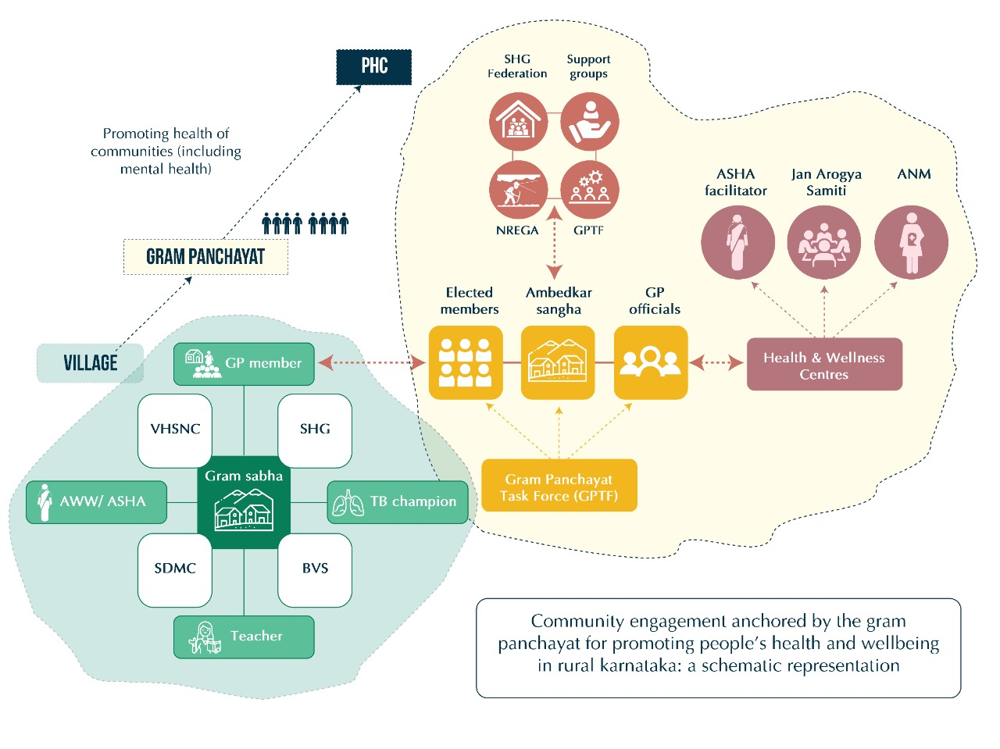 PHC
SHG
Federation
Support
groups
Promoting health of
communities (including
mental health)
ASHA
facilitator
Jan Arogya
Samiti
ANM
NREGA
GPTF
GRAM PANCHAYAT
Elected
members
Ambedkar
sangha
GP
officials
VILLAGE
GP member
Health & Wellness
Centres
VHSNC
SHG
Gram sabha
AWW/ ASHA
TB champion
Gram Panchayat
Task Force (GPTF)
SDMC
BVS
Teacher
Community engagement anchored by the gram
panchayat for promoting people's health and wellbeing
in rural karnataka: a schematic representation